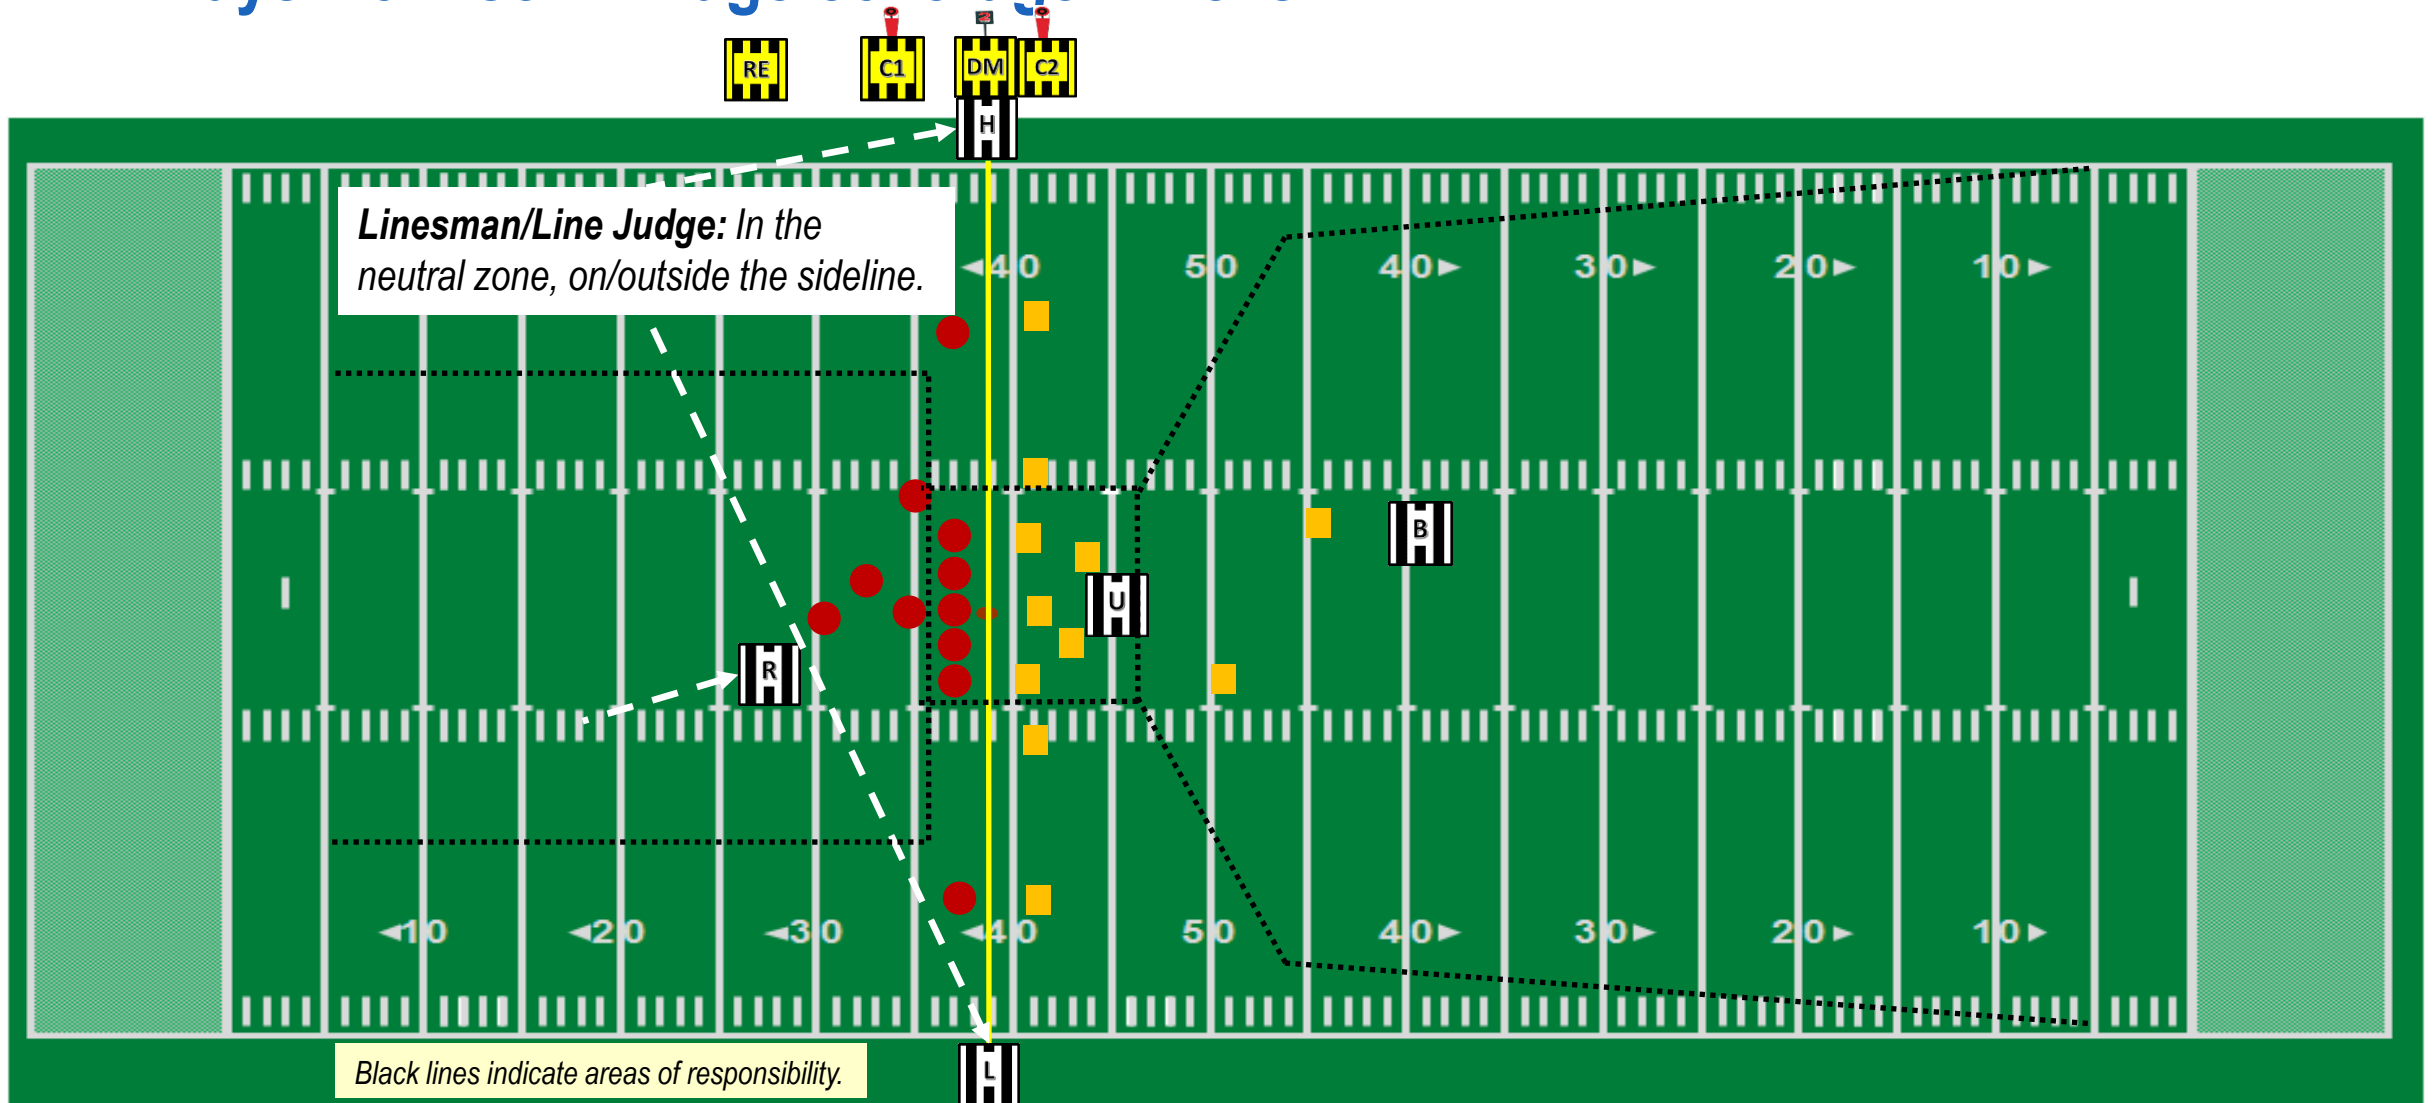 RE C1 DM C2
H
Linesman/Line Judge: In the
neutral zone, on/outside the sideline.
◄40 50 40► 30► 20► 10►
B
U
R
◄10 ◄20 ◄30 ◄40 50 40► 30► 20► 10►
Black lines indicate areas of responsibility.
L